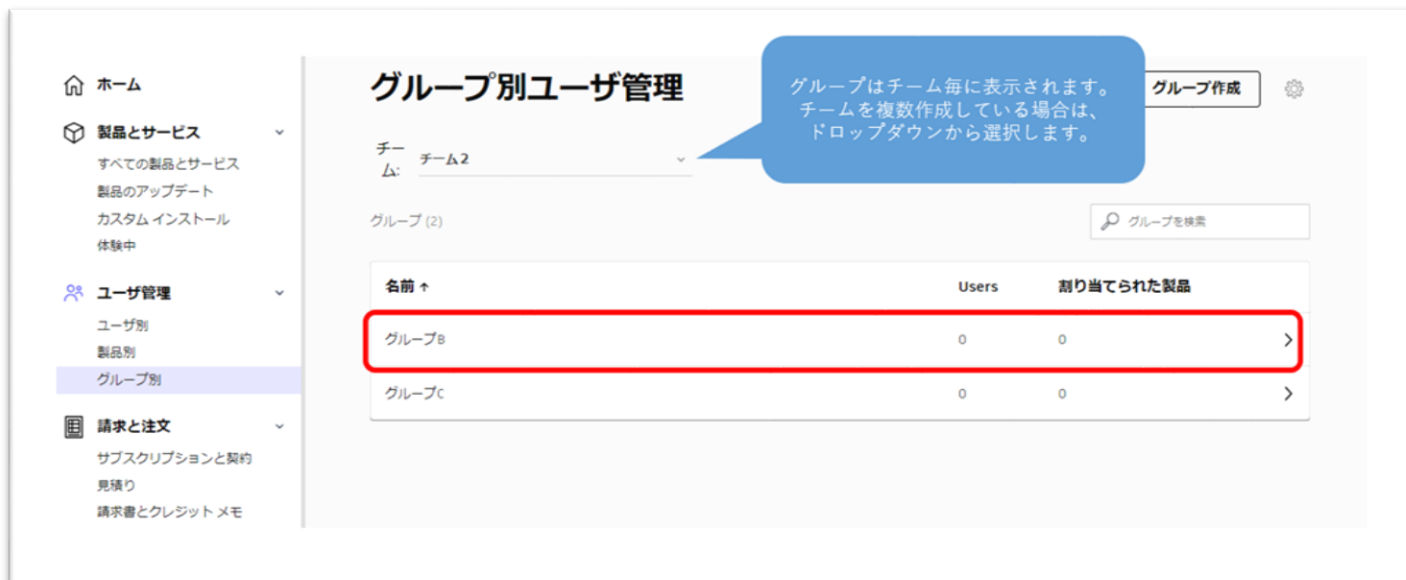 ホーム
製品とサービス
すべての製品とサービス
製品のアップデート
カスタム インストール
体験中
ユーザ管理
ユーザ別
製品別
グループ別
請求と注文
サブスクリプションと契約
見積り
請求書とクレジット メモ
グループ別ユーザ管理
グループはチーム毎に表示されます。
チームを複数作成している場合は、
ドロップダウンから選択します。
グループ作成
チー
ム:
チーム2
グループ (2)
グループを検索
名前 ↑ Users 割り当てられた製品
グループB 0 0
グループC 0 0